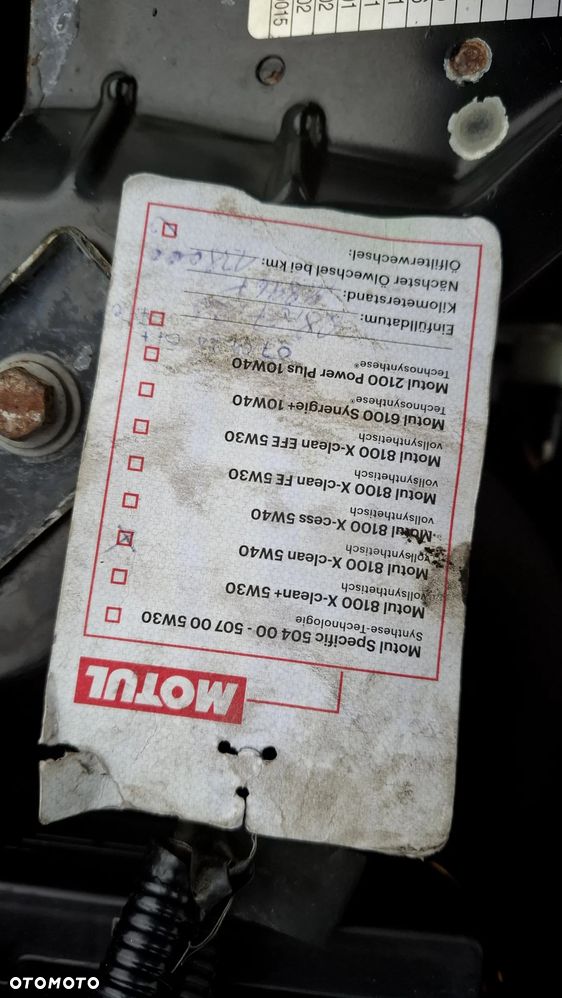 MOTUL
Motul Specific 504 00 - 507 00 5W30
Synthese-Technologie
Motul 8100 X-clean+ 5W30
vollsynthetisch
Motul 8100 X-clean 5W40
vollsynthetisch
Motul 8100 X-cess 5W40
vollsynthetisch
Motul 8100 X-clean FE 5W30
vollsynthetisch
Motul 8100 X-clean EFE 5W30
vollsynthetisch
Motul 6100 Synergie+ 10W40
Technosynthese®
Motul 2100 Power Plus 10W40
Technosynthese®
Einfülldatum:
Kilometerstand:
Nächster Ölwechsel bei km:
Ölfilterwechsel:
2015
OTOMOTO